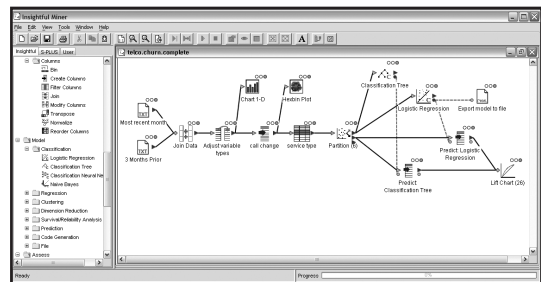 Insightful Miner
File Edit View Tools Window Help
Insightful S-PLUS User
Columns
Bin
Create Columns
Filter Columns
Join
Modify Columns
Transpose
Normalize
Reorder Columns
Model
Classification
Logistic Regression
Classification Tree
Classification Neural Ne
Naive Bayes
Regression
Clustering
Dimension Reduction
Survival/Reliability Analysis
Prediction
Code Generation
File
Assess
telco.churn.complete
Classification Tree
Chart 1-D
Hexbin Plot
Logistic Regression
Export model to file
Most recent month
TXT
Join Data
Adjust variable
types
call change
service type
Partition (6)
Predict Logistic
Regression
TXT
3 Months Prior
Predict
Classification Tree
Lift Chart (26)
Ready
Progress
0%